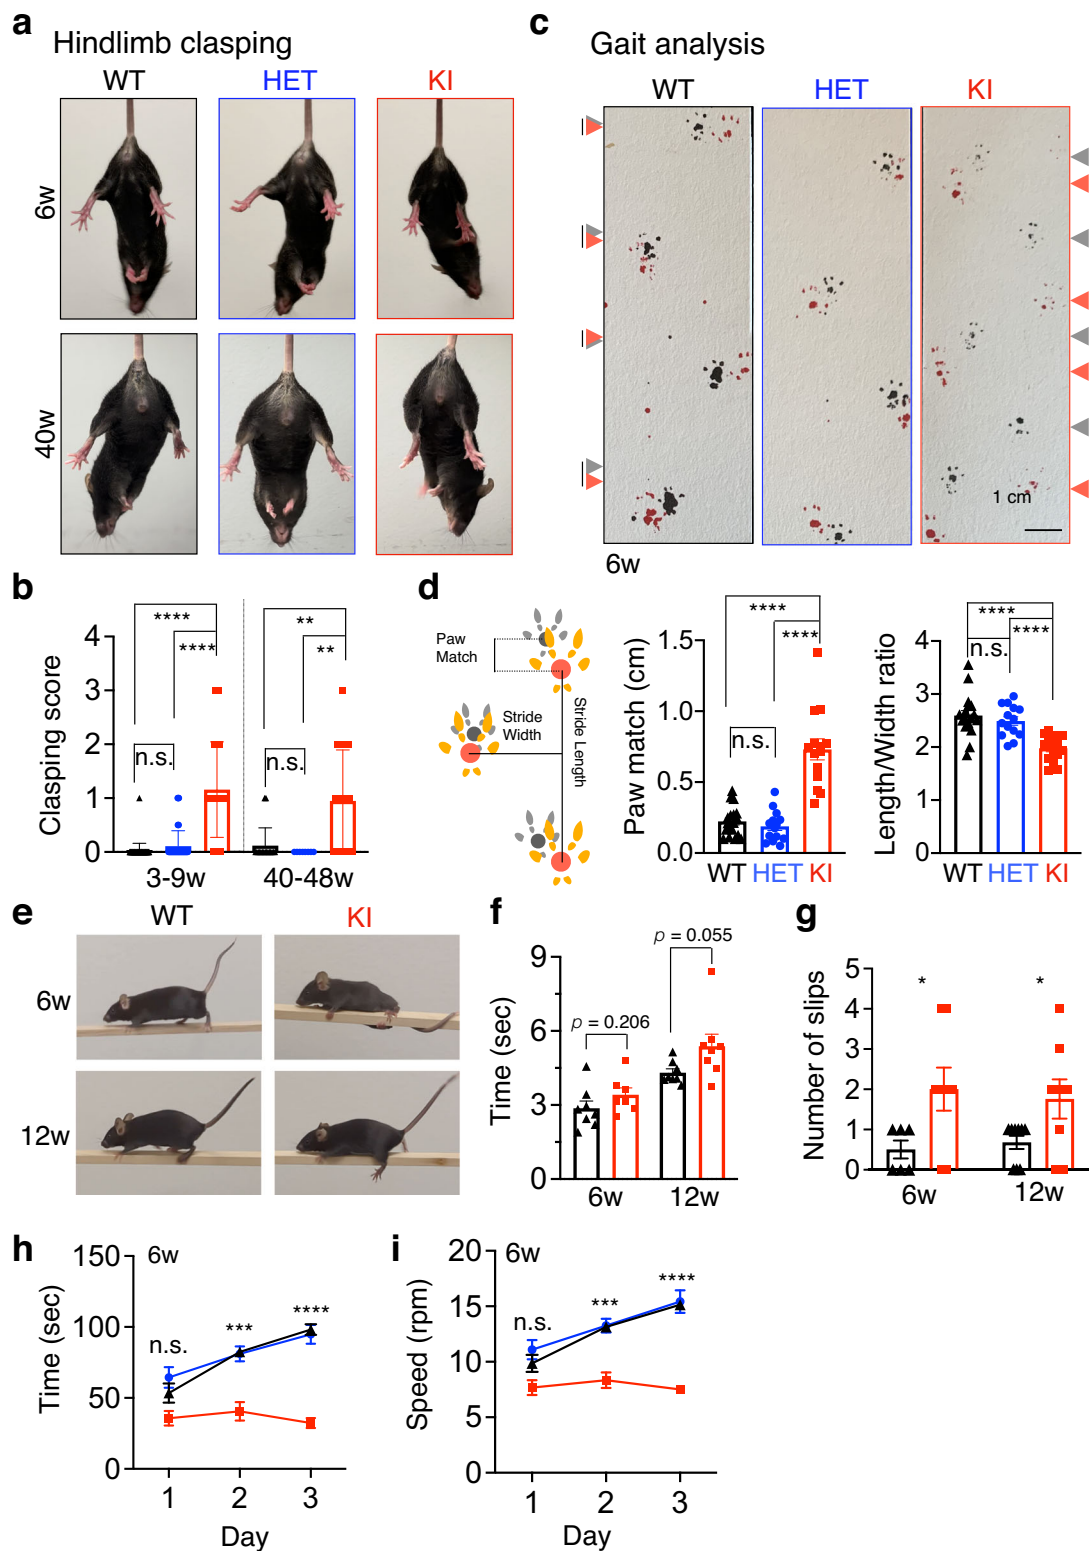 a
Hindlimb clasping
WT HET KI
6w
40w
c
Gait analysis
WT HET KI
1 cm
6w
b
Clasping score
4
3
2
1
0
****
****
n.s.
**
**
n.s.
3-9w 40-48w
d
Paw
Match
Stride
Width
Stride Length
Paw match (cm)
1.5
1.0
0.5
0.0
****
****
n.s.
WT HET KI
Length/Width ratio
4
3
2
1
0
****
****
n.s.
WT HET KI
e
WT KI
6w
12w
f
Time (sec)
9
6
3
0
p = 0.055
p = 0.206
6w 12w
g
Number of slips
5
4
3
2
1
0
* *
6w 12w
h
6w
Time (sec)
150
100
50
0
n.s. *** ****
1 2 3
Day
i
6w
Speed (rpm)
20
15
10
5
0
n.s. *** ****
1 2 3
Day